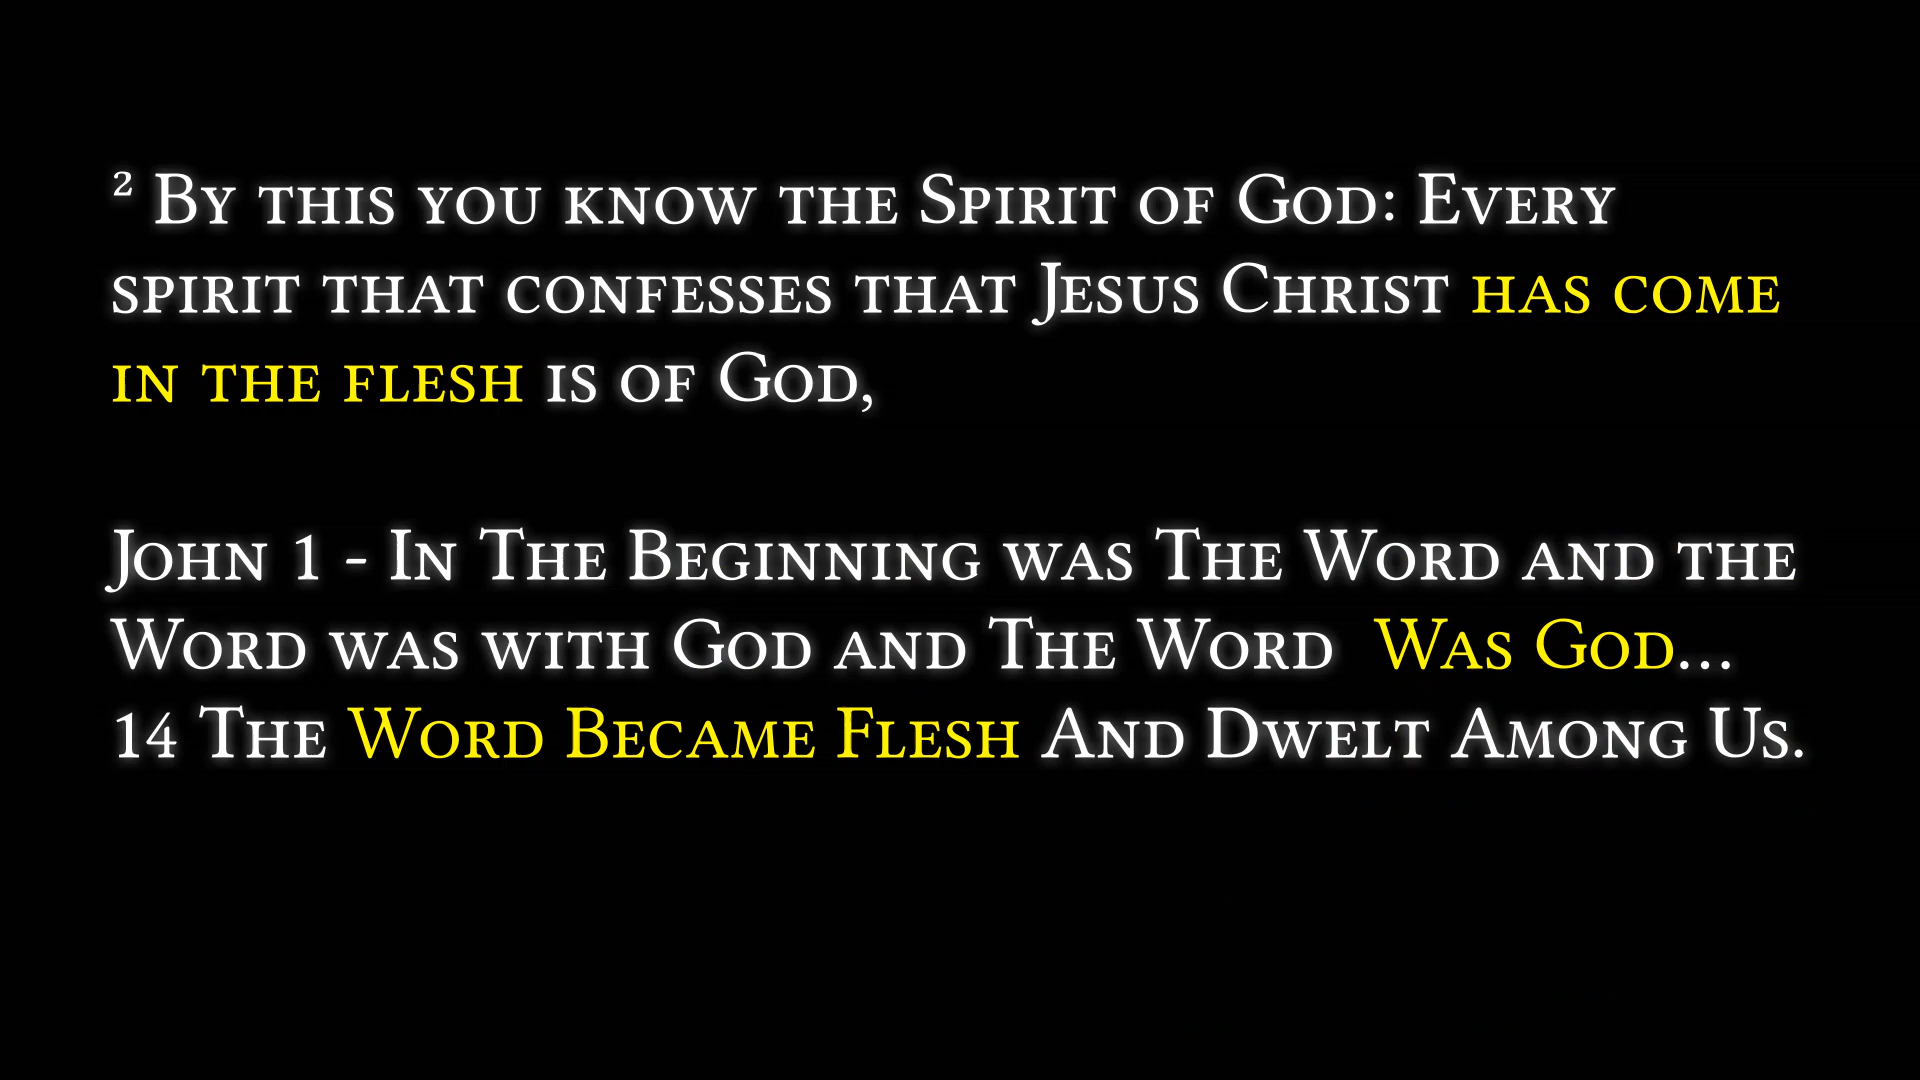 ² By this you know the Spirit of God: Every
spirit that confesses that Jesus Christ has come
in the flesh is of God,
John 1 - In The Beginning was The Word and the
Word was with God and The Word  Was God...
14 The Word Became Flesh And Dwelt Among Us.